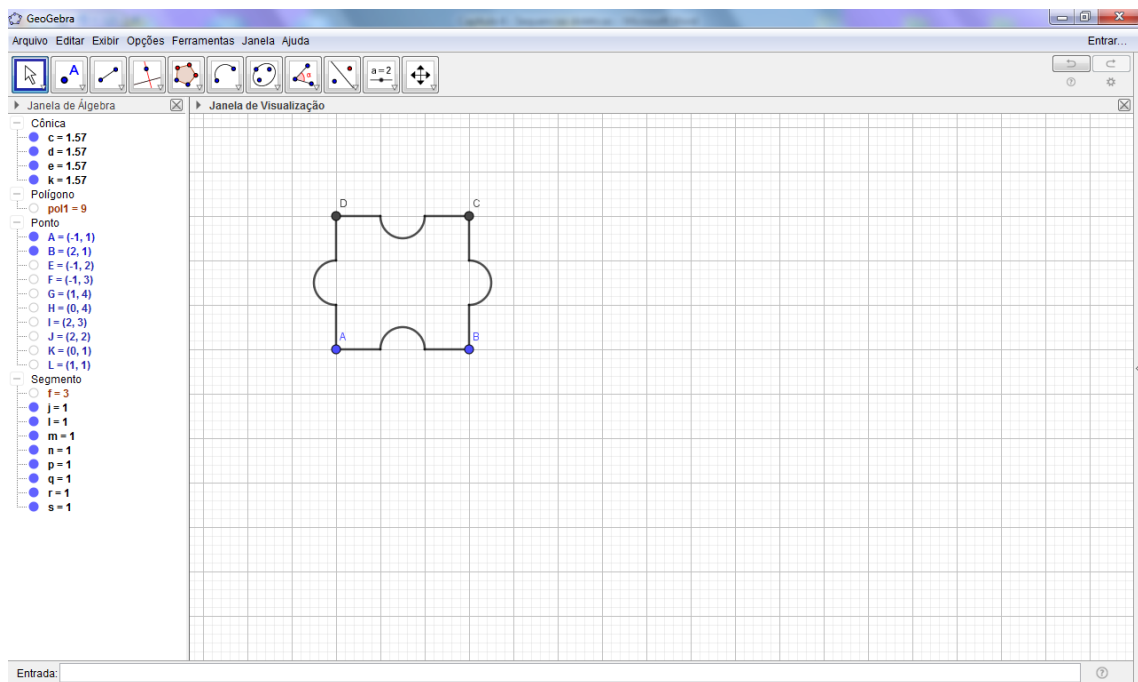 GeoGebra
Arquivo Editar Exibir Opções Ferramentas Janela Ajuda
Entrar...
A
α
a=2
Janela de Álgebra
Janela de Visualização
Cônica
c = 1.57
d = 1.57
e = 1.57
k = 1.57
Polígono
pol1 = 9
Ponto
A = (-1, 1)
B = (2, 1)
E = (-1, 2)
F = (-1, 3)
G = (1, 4)
H = (0, 4)
I = (2, 3)
J = (2, 2)
K = (0, 1)
L = (1, 1)
Segmento
f = 3
j = 1
l = 1
m = 1
n = 1
p = 1
q = 1
r = 1
s = 1
D
C
A
B
Entrada: